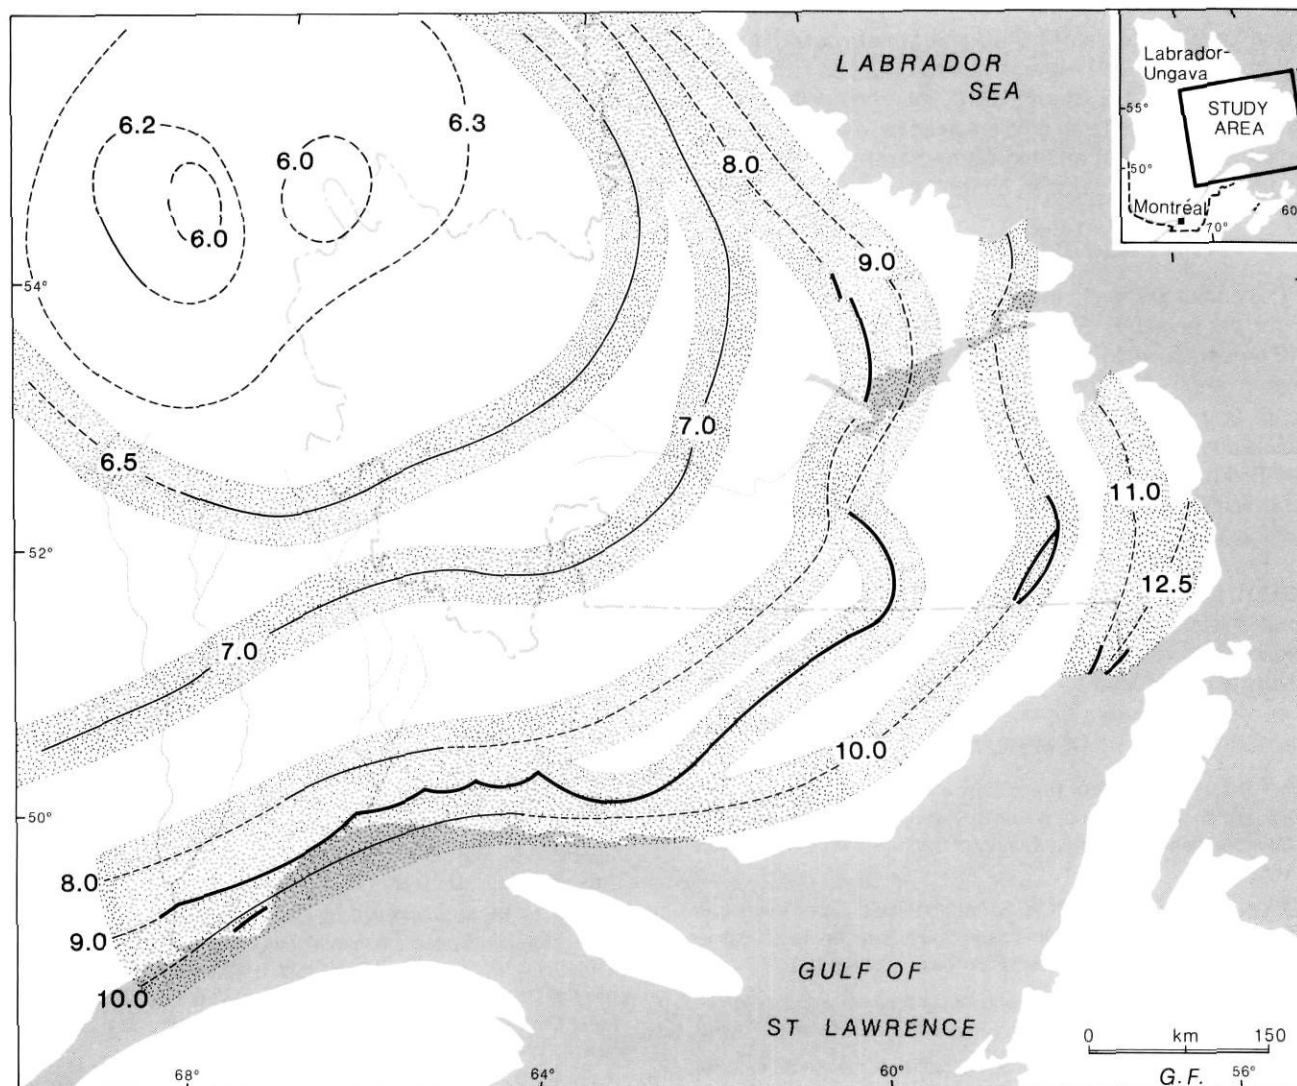 LABRADOR
SEA
Labrador-
Ungava
55°
STUDY
AREA
50°
Montréal
70°
60
6.2
6.3
6.0
6.0
8.0
9.0
54°
7.0
6.5
11.0
52°
12.5
7.0
10.0
50°
8.0
9.0
10.0
GULF OF
ST LAWRENCE
0 km 150
G.F.
68°
64°
60°
56°